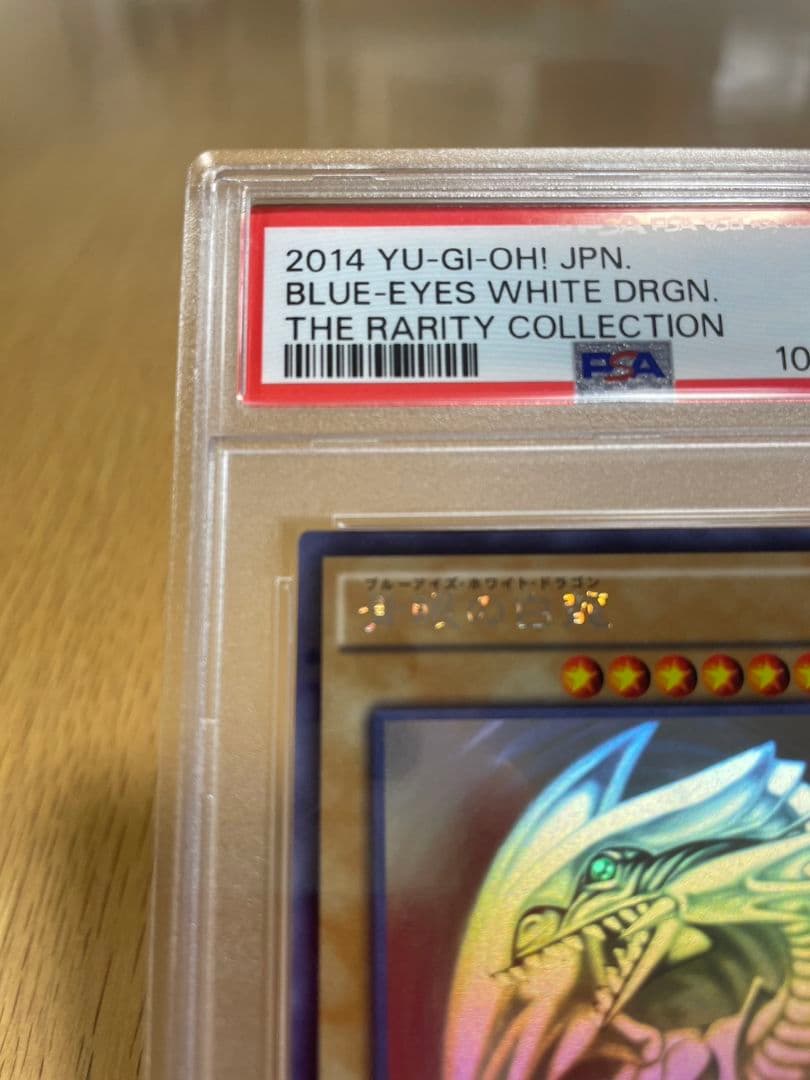 2014 YU-GI-OH! JPN.
BLUE-EYES WHITE DRGN.
THE RARITY COLLECTION
PSA
10
ブルーアイズ・ホワイト・ドラゴン